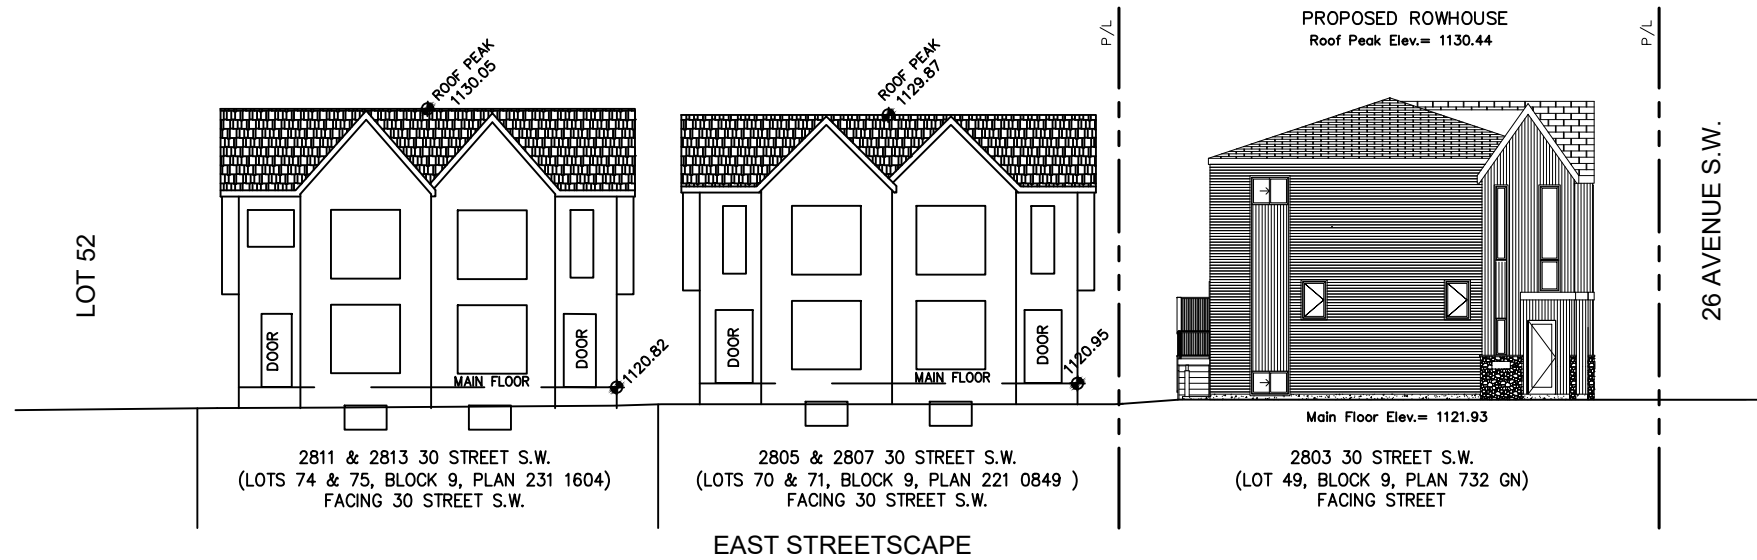 PROPOSED ROWHOUSE
Roof Peak Elev.= 1130.44
P/L
P/L
ROOF PEAK
1130.05
ROOF PEAK
1129.87
LOT 52
26 AVENUE S.W.
DOOR
DOOR
MAIN FLOOR
1120.82
DOOR
DOOR
MAIN FLOOR
1120.95
Main Floor Elev.= 1121.93
2811 & 2813 30 STREET S.W.
(LOTS 74 & 75, BLOCK 9, PLAN 231 1604)
FACING 30 STREET S.W.
2805 & 2807 30 STREET S.W.
(LOTS 70 & 71, BLOCK 9, PLAN 221 0849 )
FACING 30 STREET S.W.
2803 30 STREET S.W.
(LOT 49, BLOCK 9, PLAN 732 GN)
FACING STREET
EAST STREETSCAPE